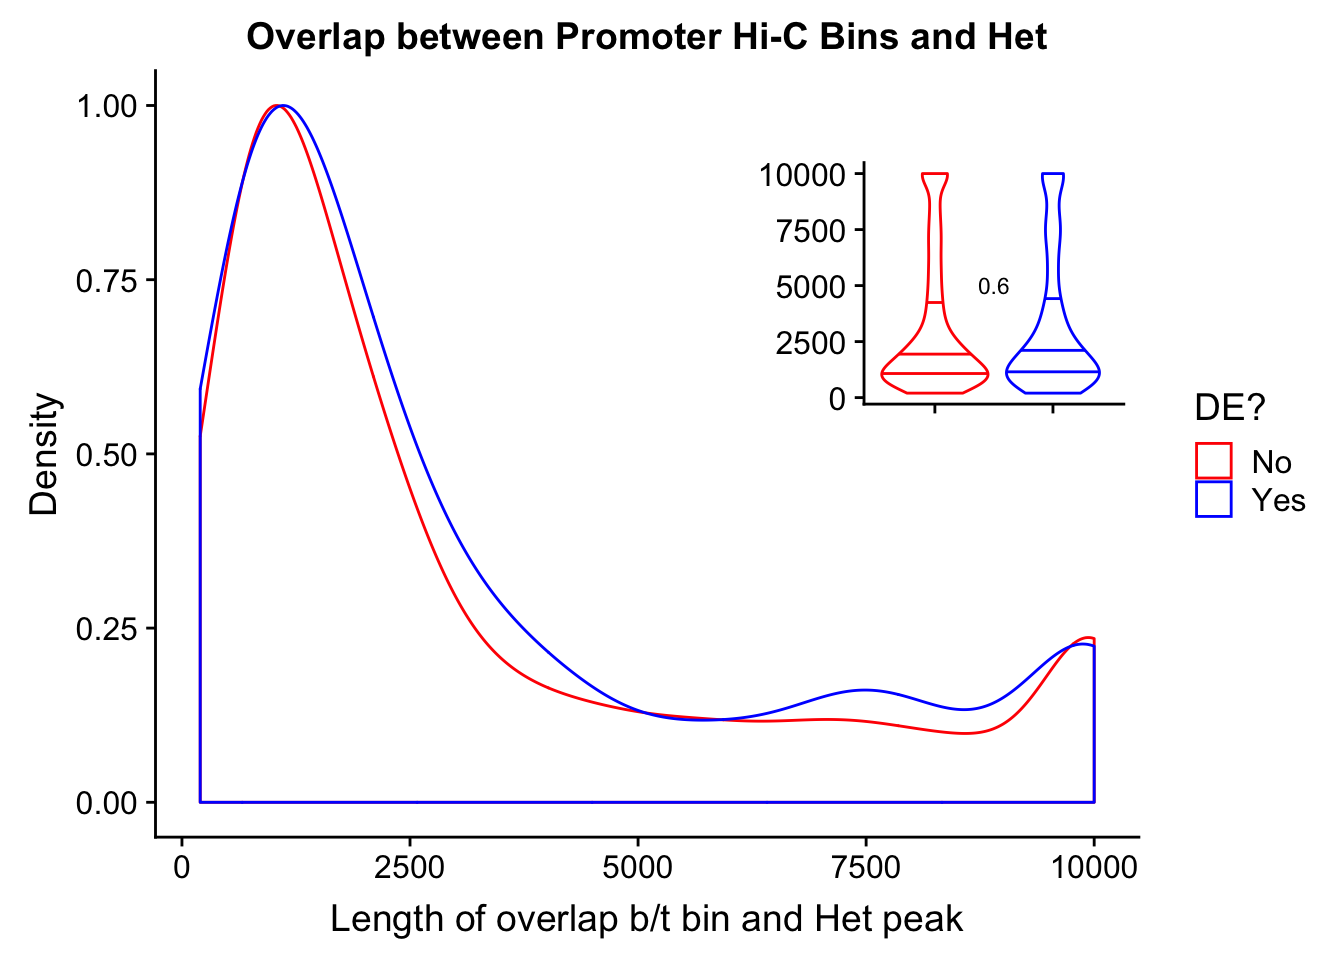 Overlap between Promoter Hi-C Bins and Het
1.00
0.75
0.50
0.25
0.00
Density
0
2500
5000
7500
10000
Length of overlap b/t bin and Het peak
10000
7500
5000
2500
0
0.6
DE?
No
Yes